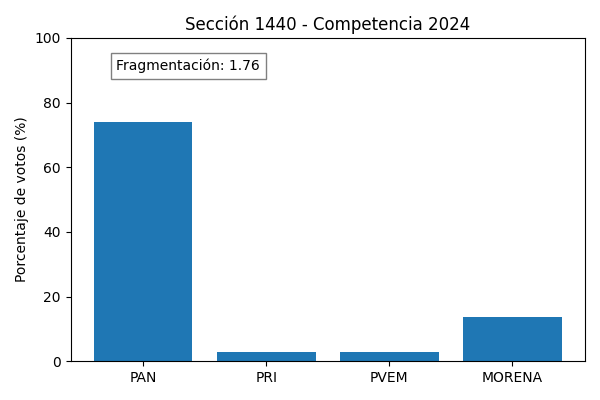 Sección 1440 - Competencia 2024
Fragmentación: 1.76
Porcentaje de votos (%)
100
80
60
40
20
0
PAN PRI PVEM MORENA